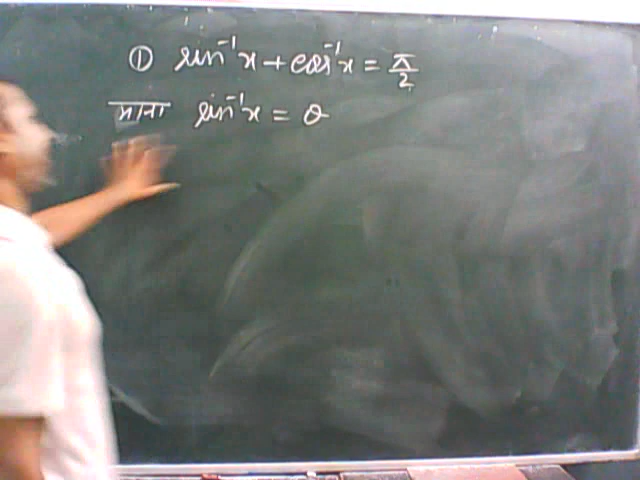 ① sin⁻¹x + cos⁻¹x = π/2
माना sin⁻¹x = θ